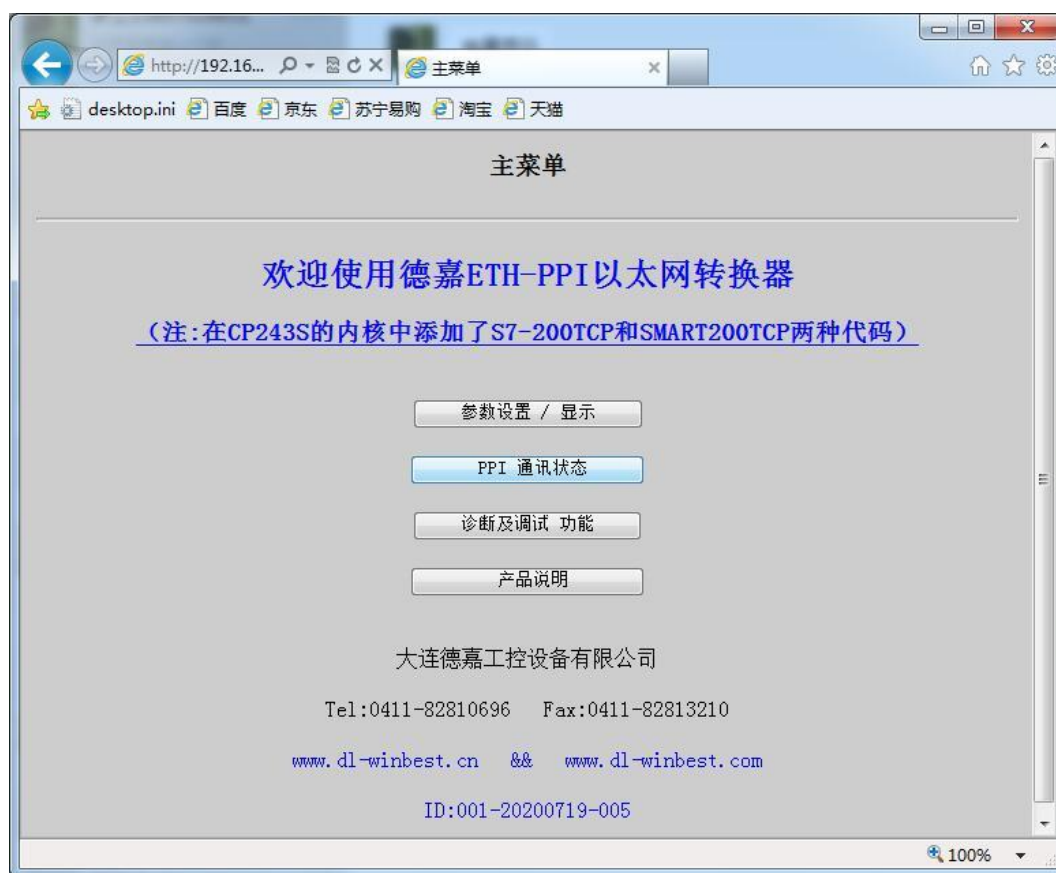 http://192.16... 主菜单
desktop.ini 百度 京东 苏宁易购 淘宝 天猫
主菜单
欢迎使用德嘉ETH-PPI以太网转换器
（注:在CP243S的内核中添加了S7-200TCP和SMART200TCP两种代码）
参数设置 / 显示
PPI 通讯状态
诊断及调试 功能
产品说明
大连德嘉工控设备有限公司
Tel:0411-82810696 Fax:0411-82813210
www.dl-winbest.cn && www.dl-winbest.com
ID:001-20200719-005
100%